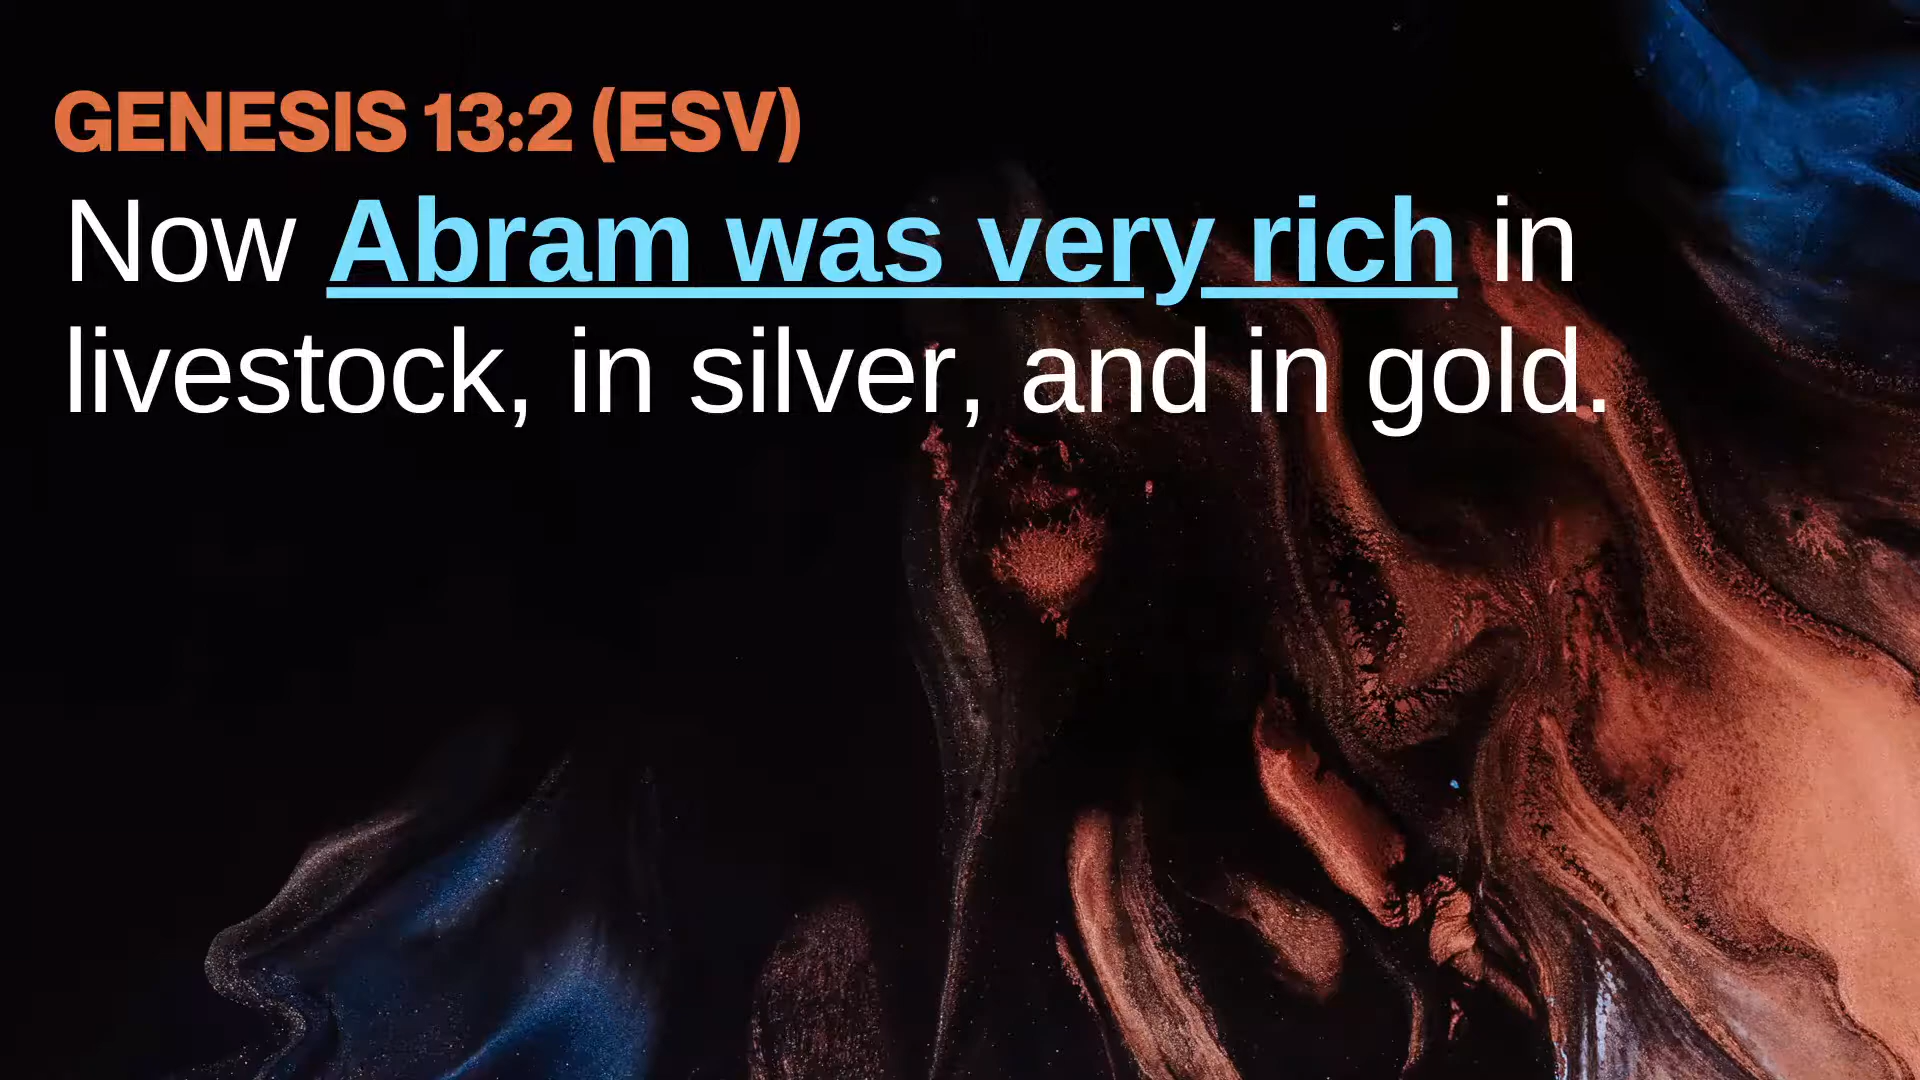 GENESIS 13:2 (ESV)
Now Abram was very rich in
livestock, in silver, and in gold.